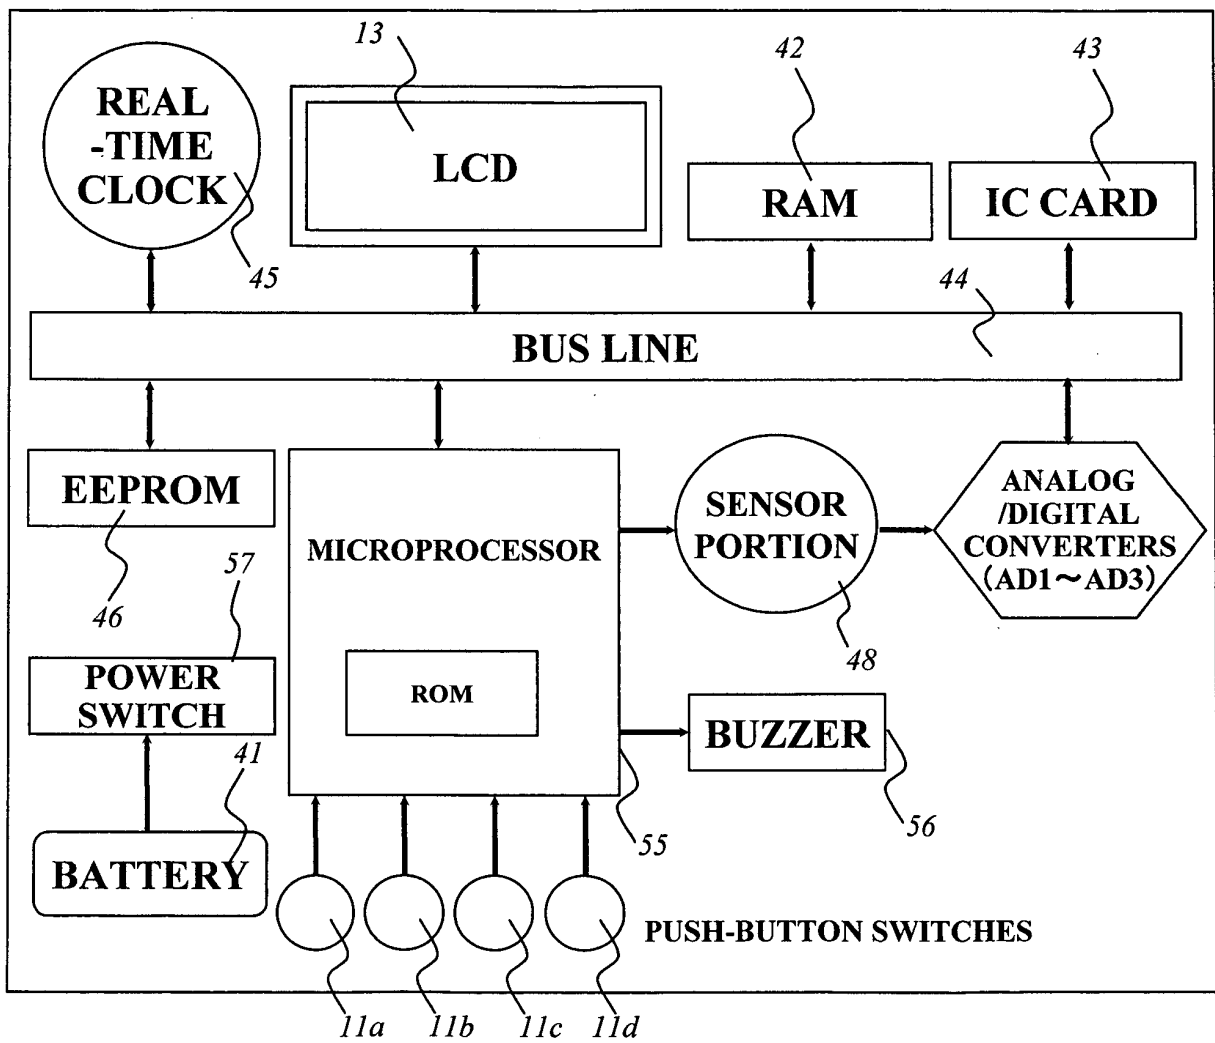 13
42
43
REAL
-TIME
CLOCK
LCD
RAM
IC CARD
45
44
BUS LINE
EEPROM
46
MICROPROCESSOR
ROM
SENSOR
PORTION
48
ANALOG
/DIGITAL
CONVERTERS
(AD1～AD3)
57
POWER
SWITCH
41
BATTERY
BUZZER
55
56
PUSH-BUTTON SWITCHES
11a
11b
11c
11d